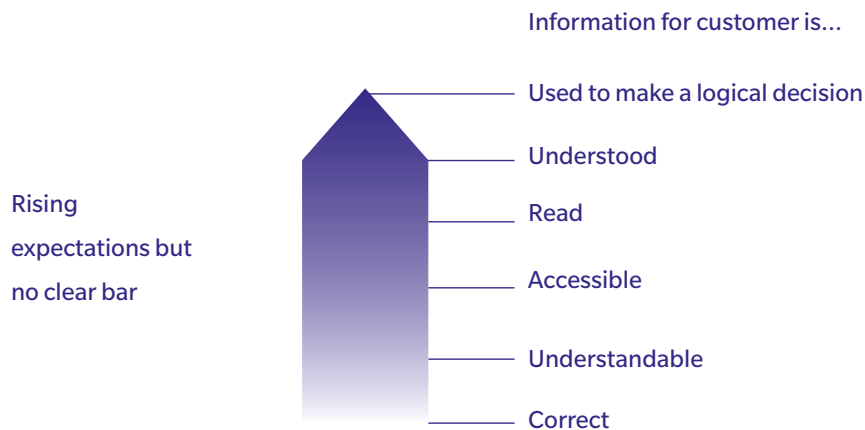 Information for customer is...
Used to make a logical decision
Understood
Rising
expectations but
no clear bar
Read
Accessible
Understandable
Correct